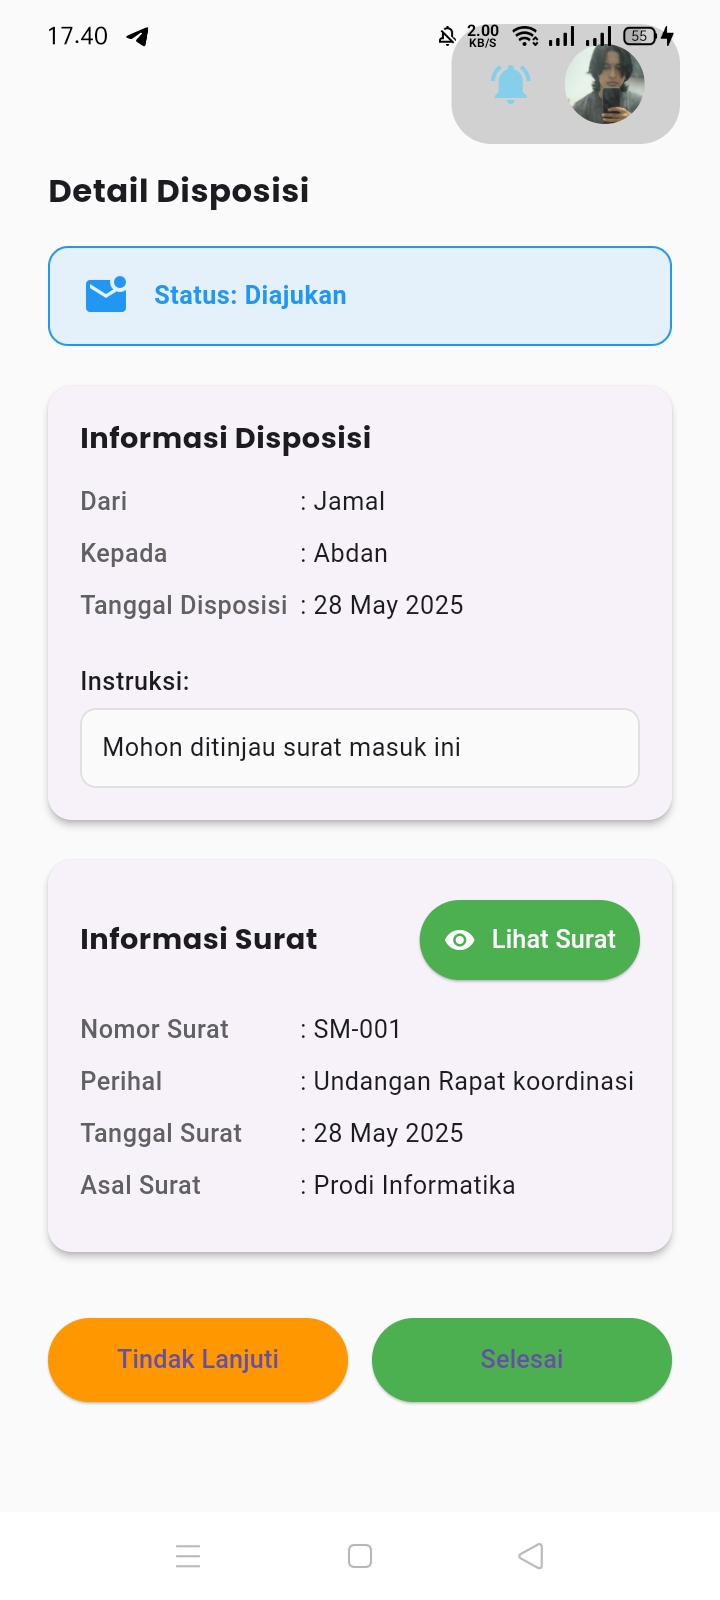 17.40
2.00
KB/S
55
Detail Disposisi
Status: Diajukan
Informasi Disposisi
Dari : Jamal
Kepada : Abdan
Tanggal Disposisi : 28 May 2025
Instruksi:
Mohon ditinjau surat masuk ini
Informasi Surat
Lihat Surat
Nomor Surat : SM-001
Perihal : Undangan Rapat koordinasi
Tanggal Surat : 28 May 2025
Asal Surat : Prodi Informatika
Tindak Lanjuti
Selesai